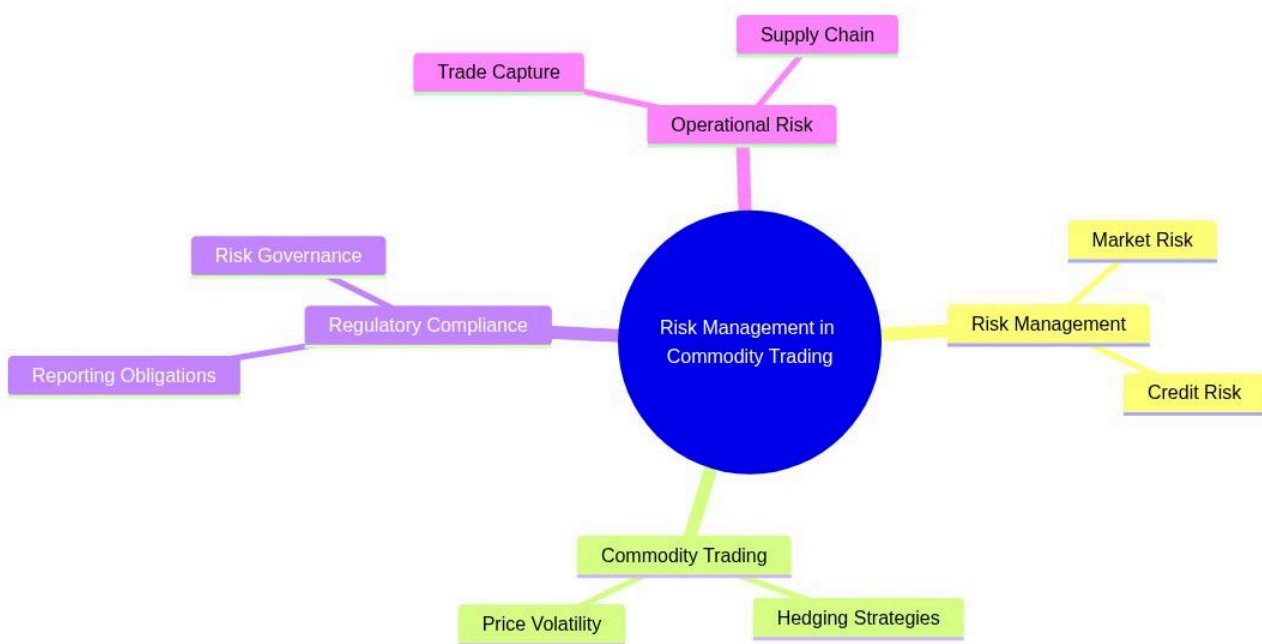 Supply Chain
Trade Capture
Operational Risk
Risk Governance
Market Risk
Regulatory Compliance
Risk Management in
Commodity Trading
Risk Management
Reporting Obligations
Credit Risk
Commodity Trading
Price Volatility
Hedging Strategies